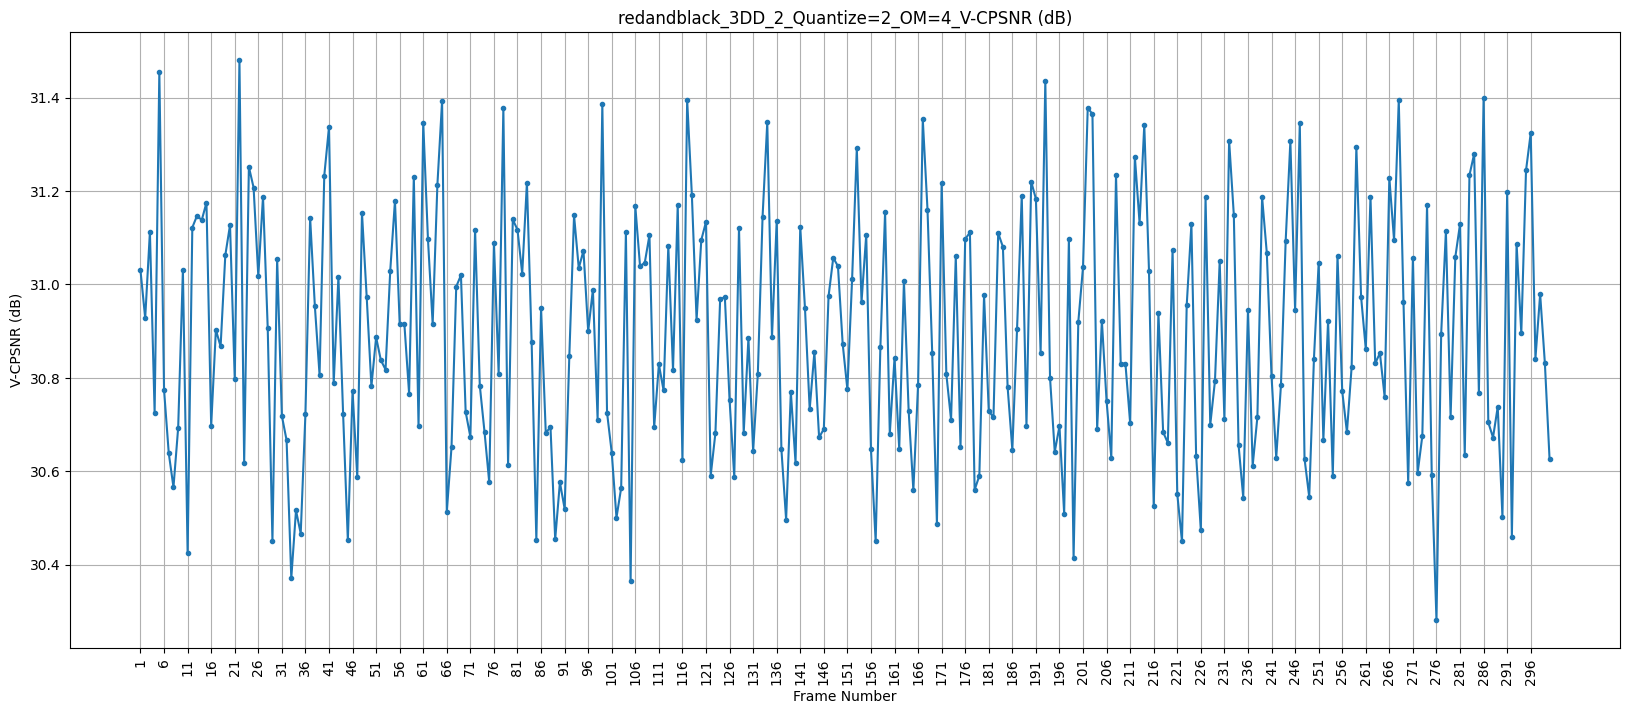 redandblack_3DD_2_Quantize=2_OM=4_V-CPSNR (dB)
V-CPSNR (dB)
31.4
31.2
31.0
30.8
30.6
30.4
1 6 11 16 21 26 31 36 41 46 51 56 61 66 71 76 81 86 91 96 101 106 111 116 121 126 131 136 141 146 151 156 161 166 171 176 181 186 191 196 201 206 211 216 221 226 231 236 241 246 251 256 261 266 271 276 281 286 291 296
Frame Number